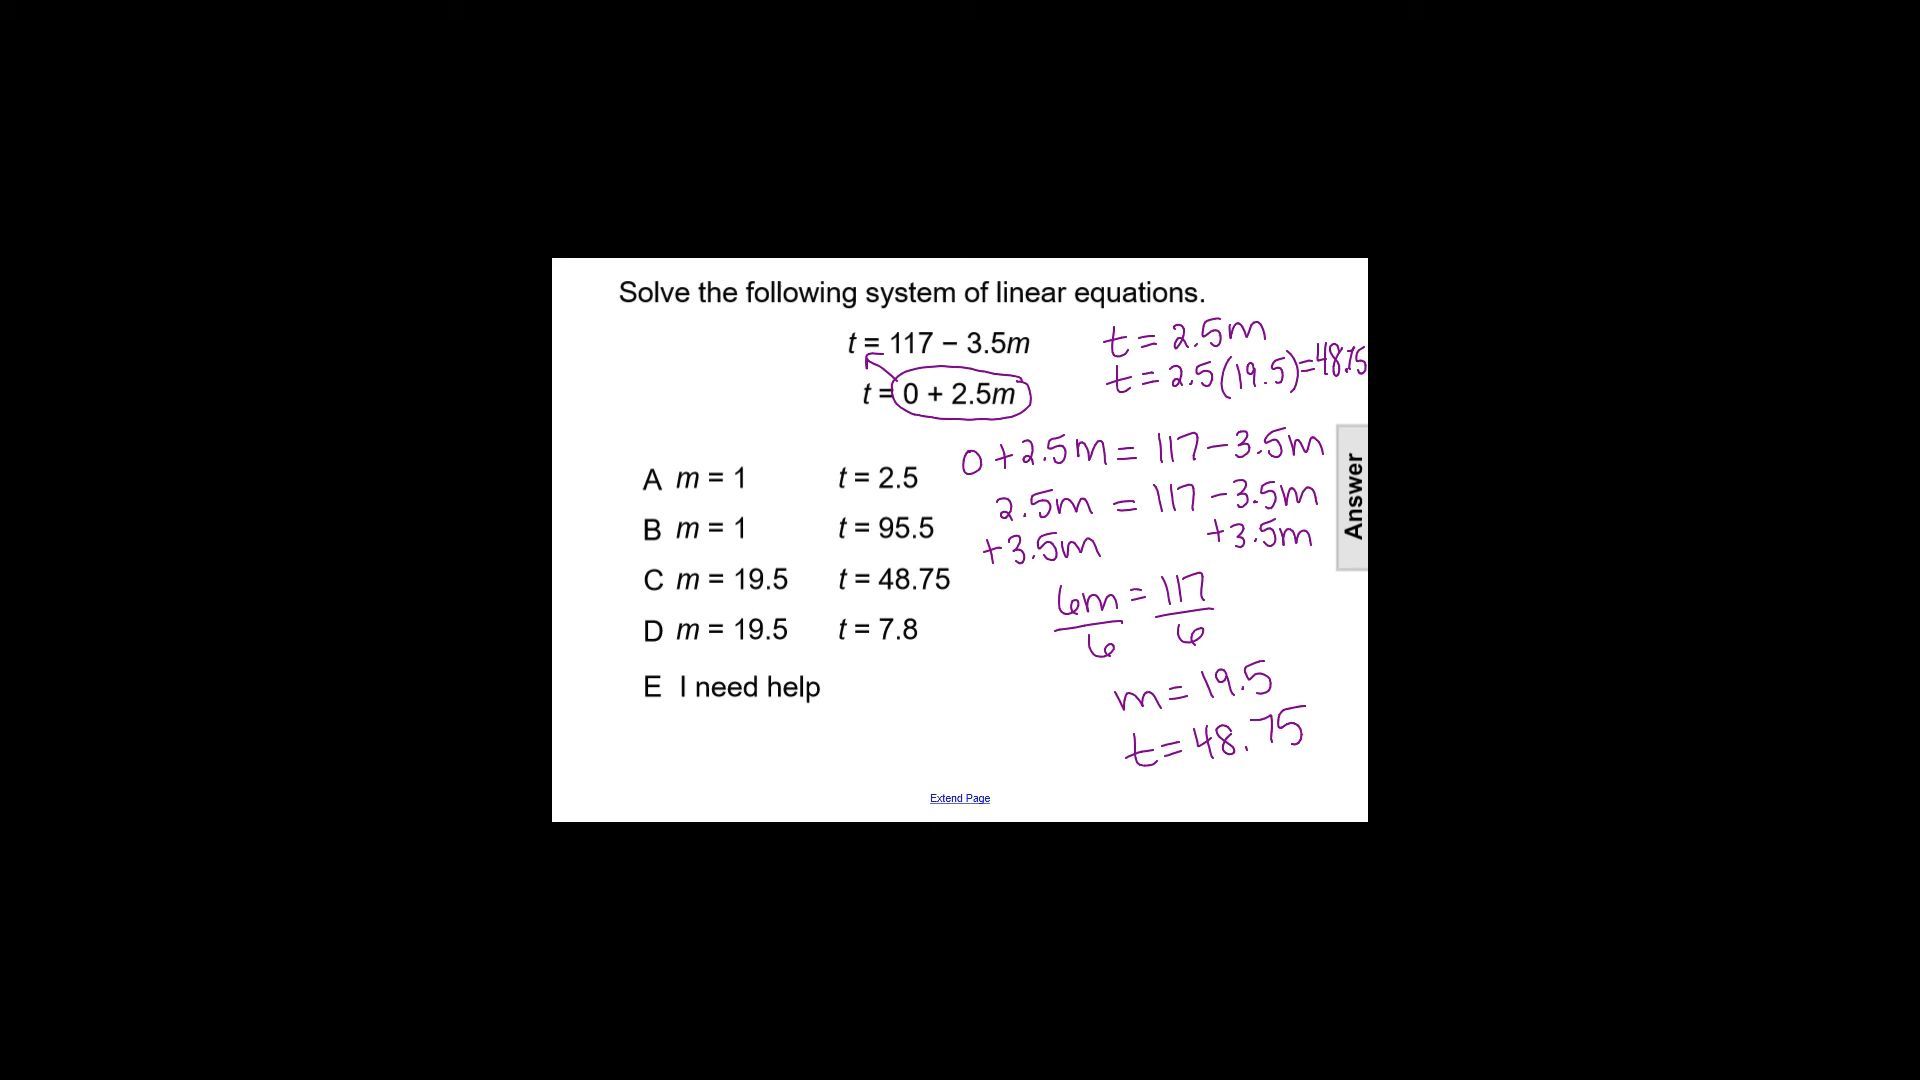 Solve the following system of linear equations.
t = 117 − 3.5m
t = 0 + 2.5m
t = 2.5m
t = 2.5(19.5)=48.75
A m = 1 t = 2.5
B m = 1 t = 95.5
C m = 19.5 t = 48.75
D m = 19.5 t = 7.8
E I need help
0 + 2.5m = 117 − 3.5m
2.5m = 117 − 3.5m
+3.5m +3.5m
6m = 117
6 6
m = 19.5
t = 48.75
Answer
Extend Page